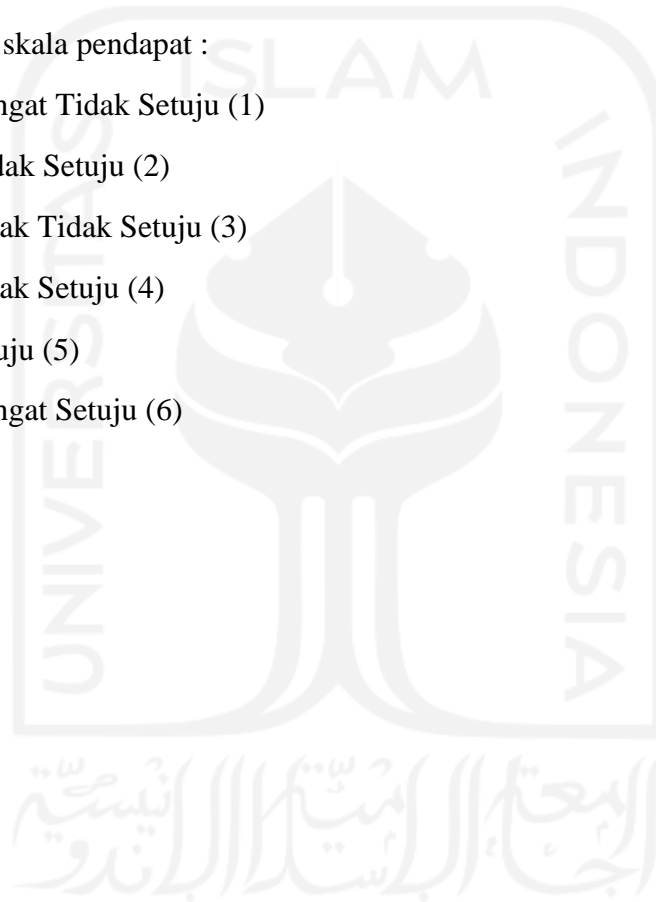 skala pendapat :
ngat Tidak Setuju (1)
dak Setuju (2)
ak Tidak Setuju (3)
ak Setuju (4)
uju (5)
ngat Setuju (6)
ISLAM
UNIVERSITAS
INDONESIA